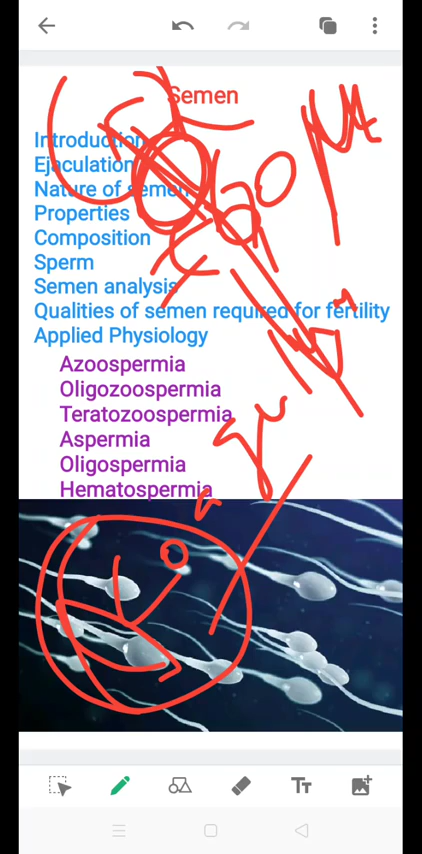 Semen
Introduction
Ejaculation
Nature of semen
Properties
Composition
Sperm
Semen analysis
Qualities of semen required for fertility
Applied Physiology
Azoospermia
Oligozoospermia
Teratozoospermia
Aspermia
Oligospermia
Hematospermia
Tт